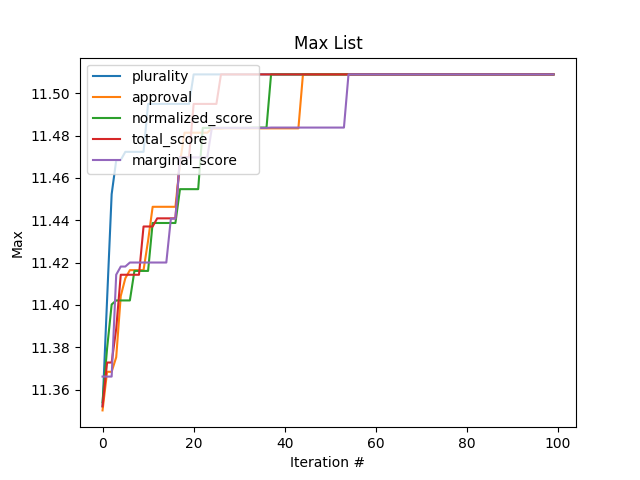 Max List
plurality
approval
normalized_score
total_score
marginal_score
11.50
11.48
11.46
11.44
11.42
11.40
11.38
11.36
Max
0 20 40 60 80 100
Iteration #